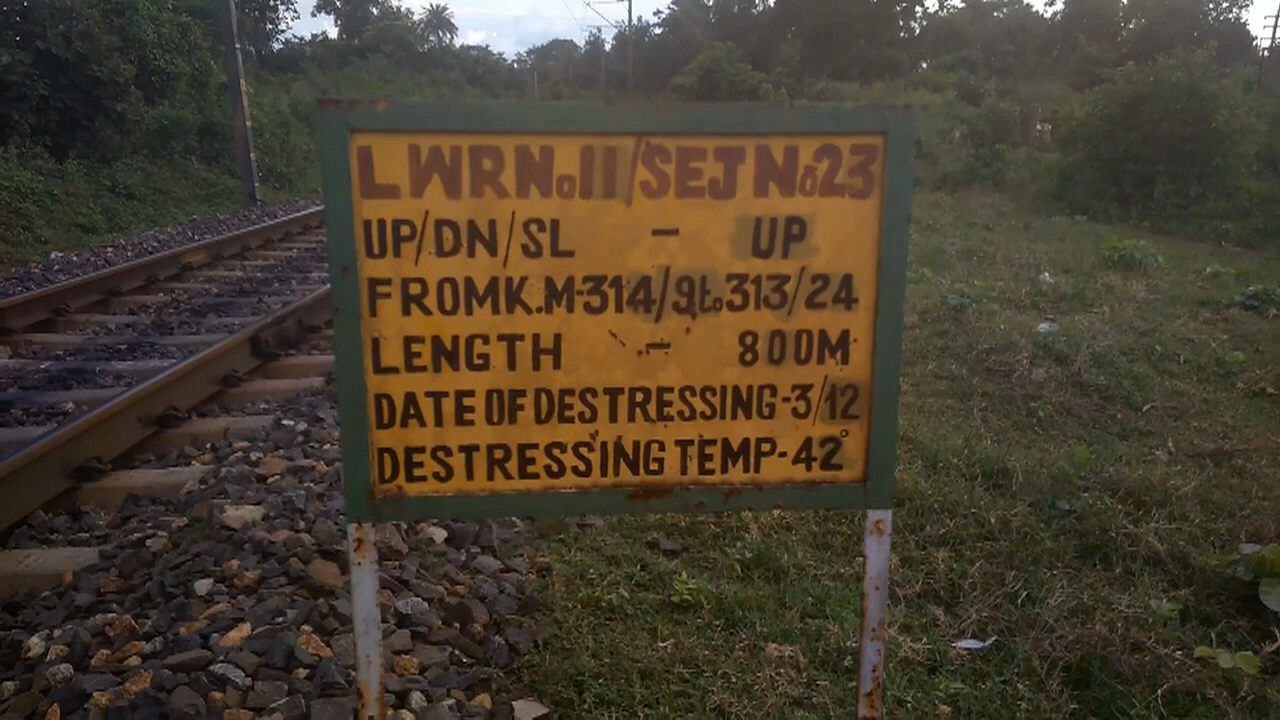 LWR No 11/SEJ No 23
UP/DN/SL - UP
FROM K.M-314/9 to 313/24
LENGTH - 800M
DATE OF DESTRESSING-3/12
DESTRESSING TEMP-42°